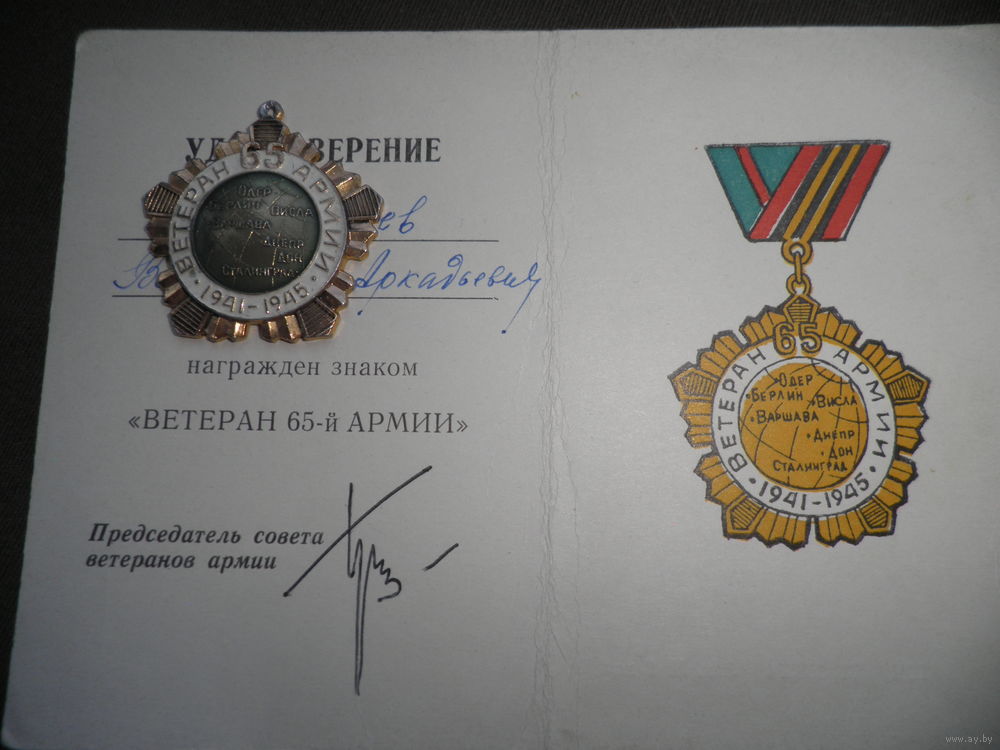 УД ВЕРЕНИЕ
ев
В Аркадьевич
награжден знаком
«ВЕТЕРАН 65-й АРМИИ»
Председатель совета
ветеранов армии
ВЕТЕРАН 65 АРМИИ
ОДЕР
БЕРЛИН ВИСЛА
ВАРШАВА
ДНЕПР
ДОН
СТАЛИНГРАД
• 1941-1945 •
ВЕТЕРАН 65 АРМИИ
ОДЕР
БЕРЛИН ВИСЛА
ВАРШАВА
ДНЕПР
ДОН
СТАЛИНГРАД
• 1941-1945 •
www.ay.by